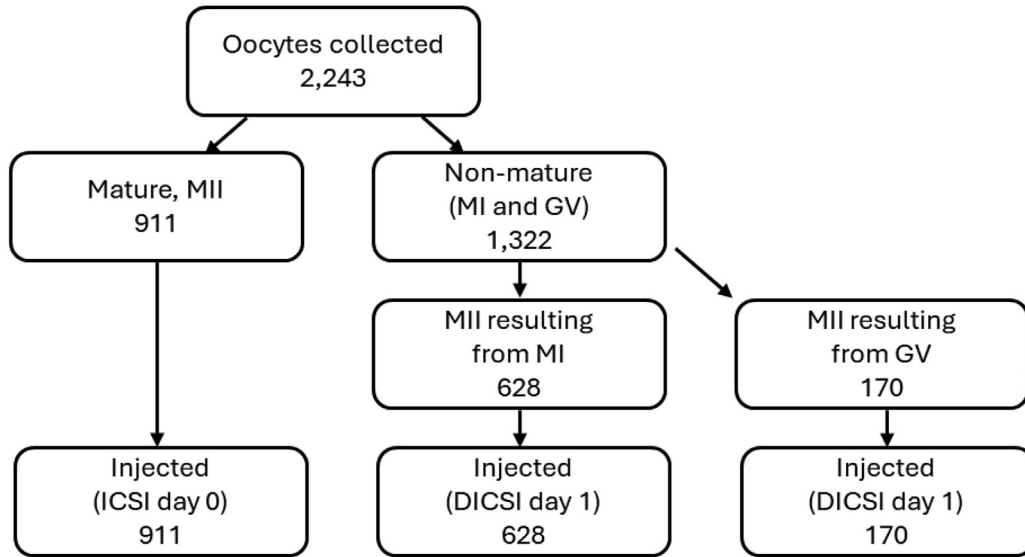 Oocytes collected
2,243
Mature, MII
911
Non-mature
(MI and GV)
1,322
MII resulting
from MI
628
MII resulting
from GV
170
Injected
(ICSI day 0)
911
Injected
(DICSI day 1)
628
Injected
(DICSI day 1)
170